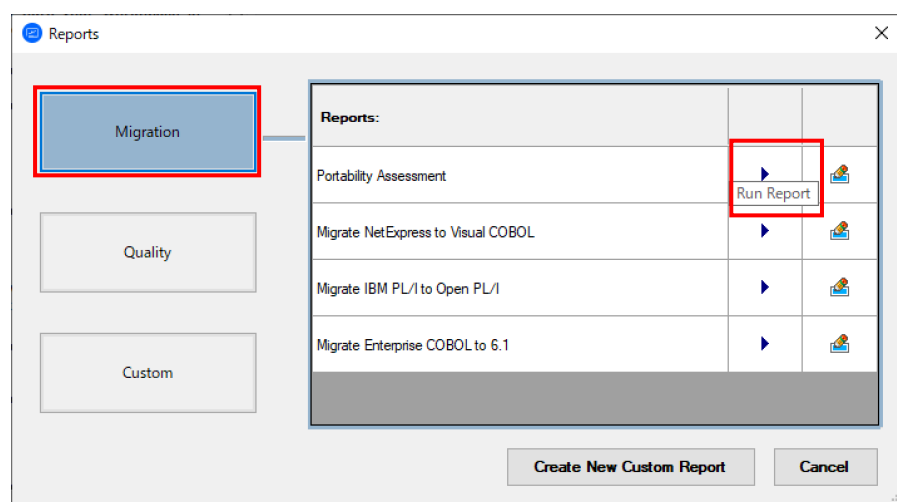 Reports
Migration
Quality
Custom
Reports:
Portability Assessment
Run Report
Migrate NetExpress to Visual COBOL
Migrate IBM PL/I to Open PL/I
Migrate Enterprise COBOL to 6.1
Create New Custom Report
Cancel